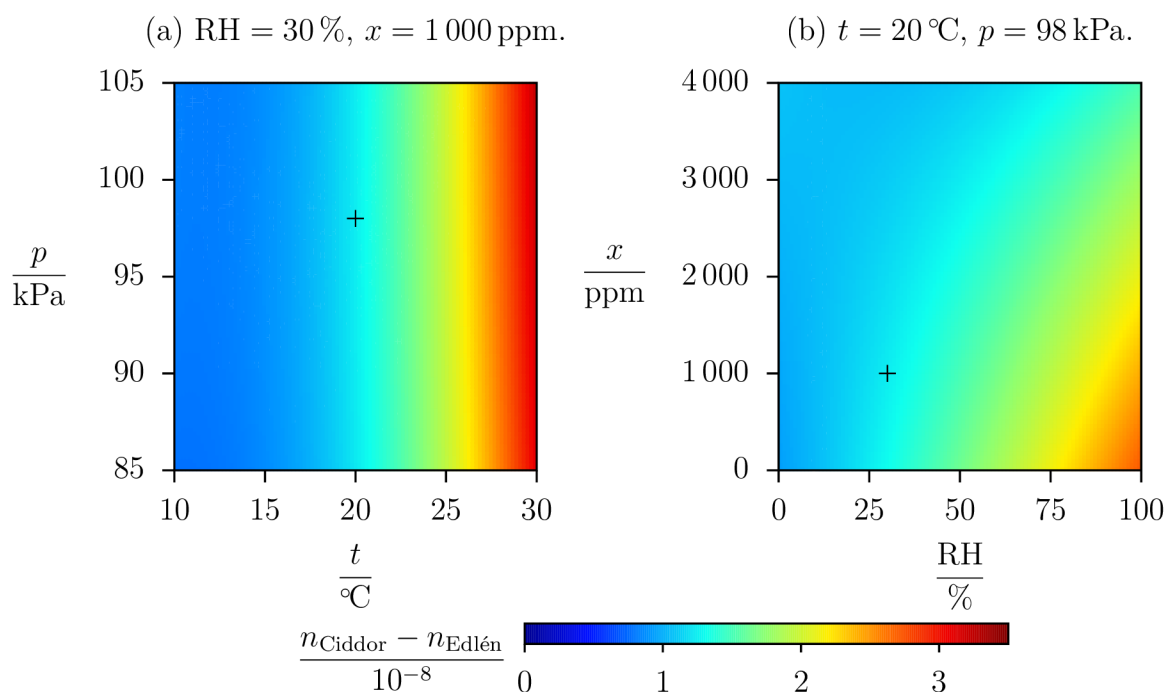 (a) RH = 30 %, x = 1 000 ppm.
105
100
95
90
85
p
kPa
10 15 20 25 30
t
°C
(b) t = 20 °C, p = 98 kPa.
4 000
3 000
2 000
1 000
0
x
ppm
0 25 50 75 100
RH
%
nCiddor − nEdlén
10−8
0 1 2 3